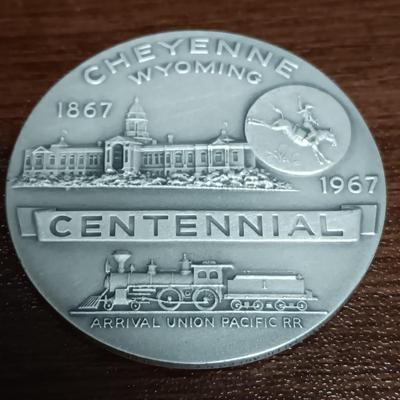 CHEYENNE
WYOMING
1867
1967
CENTENNIAL
ARRIVAL UNION PACIFIC RR